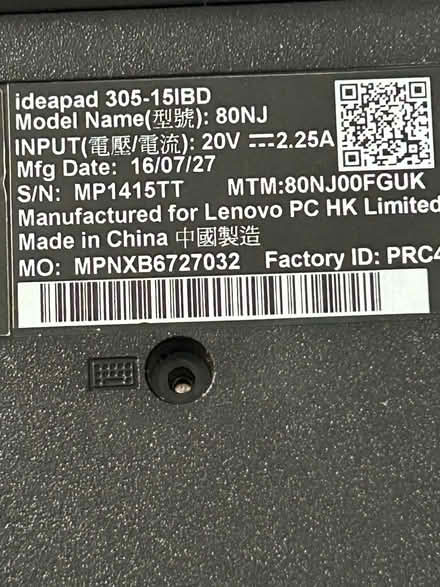 ideapad 305-15IBD
Model Name(型號): 80NJ
INPUT(電壓/電流): 20V ⎓ 2.25A
Mfg Date: 16/07/27
S/N: MP1415TT MTM:80NJ00FGUK
Manufactured for Lenovo PC HK Limited
Made in China 中國製造
MO: MPNXB6727032 Factory ID: PRC4